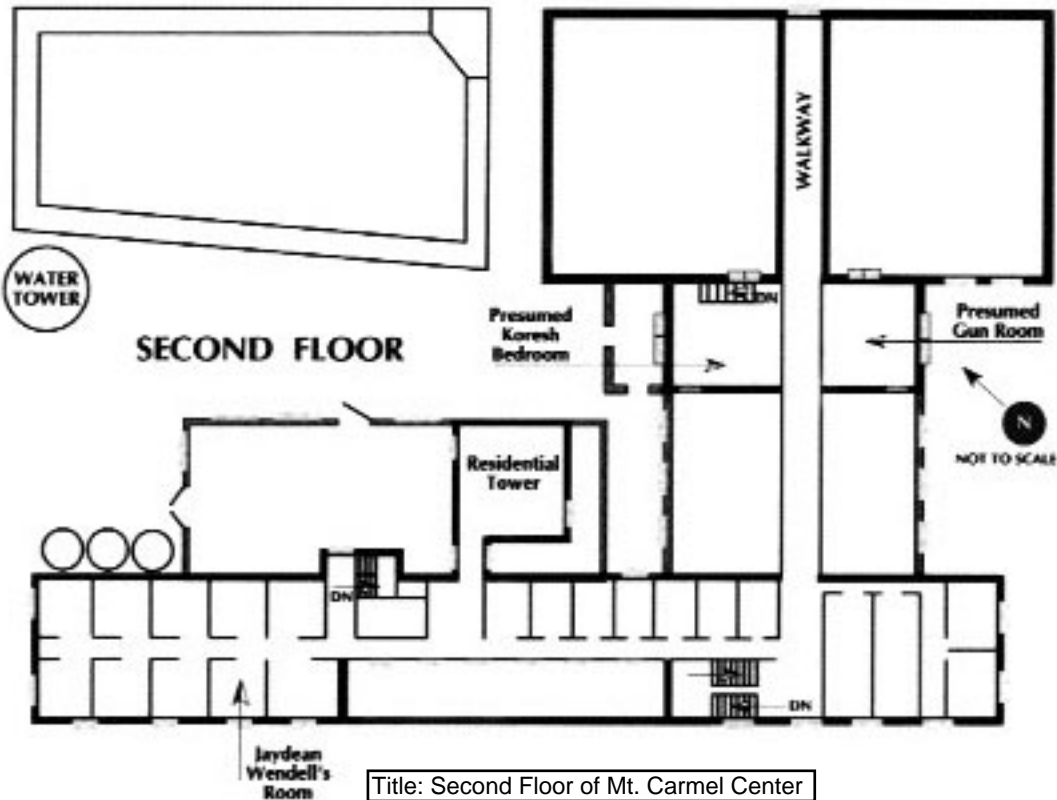 WALKWAY
WATER
TOWER
DN
Presumed
Koresh
Bedroom
Presumed
Gun Room
SECOND FLOOR
N
NOT TO SCALE
Residential
Tower
DN
DN
Jaydean
Wendell's
Room
Title: Second Floor of Mt. Carmel Center